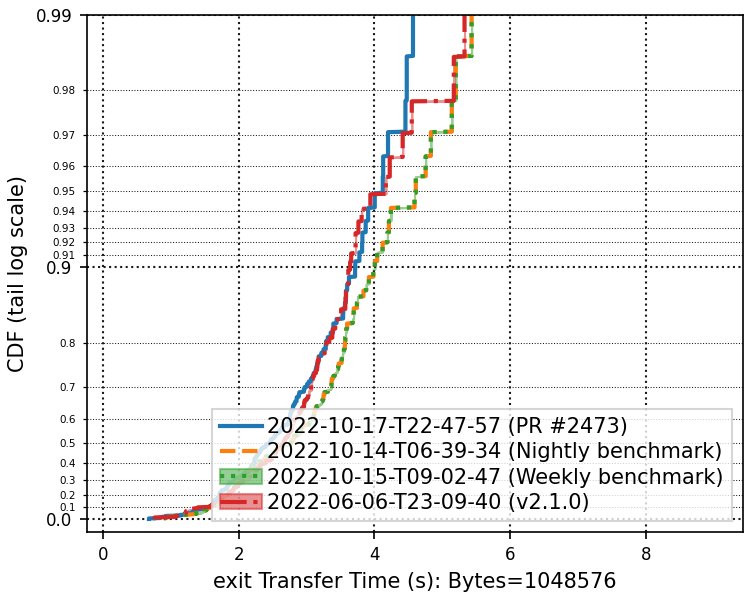 0.99
0.98
0.97
0.96
0.95
0.94
0.93
0.92
0.91
0.9
0.8
0.7
0.6
0.5
0.4
0.3
0.2
0.1
0.0
CDF (tail log scale)
2022-10-17-T22-47-57 (PR #2473)
2022-10-14-T06-39-34 (Nightly benchmark)
2022-10-15-T09-02-47 (Weekly benchmark)
2022-06-06-T23-09-40 (v2.1.0)
0 2 4 6 8
exit Transfer Time (s): Bytes=1048576